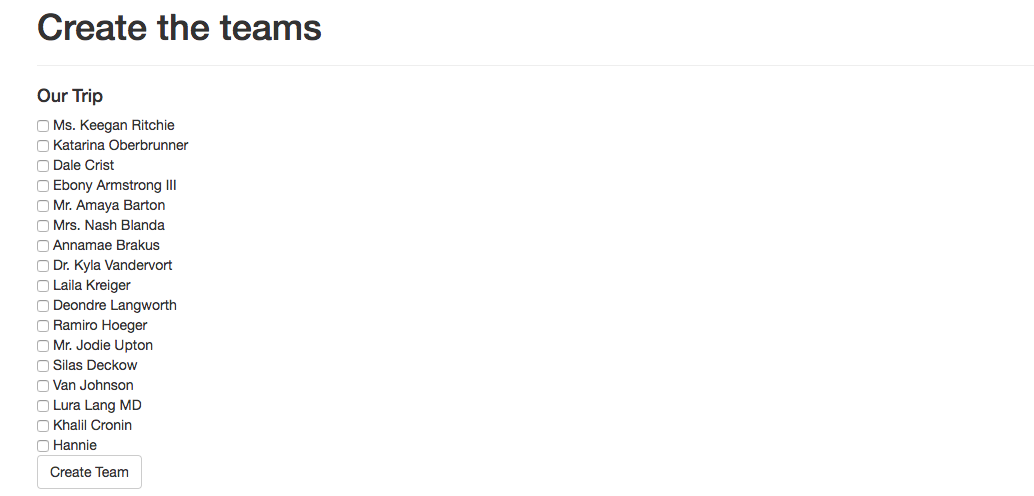 Create the teams
Our Trip
Ms. Keegan Ritchie
Katarina Oberbrunner
Dale Crist
Ebony Armstrong III
Mr. Amaya Barton
Mrs. Nash Blanda
Annamae Brakus
Dr. Kyla Vandervort
Laila Kreiger
Deondre Langworth
Ramiro Hoeger
Mr. Jodie Upton
Silas Deckow
Van Johnson
Lura Lang MD
Khalil Cronin
Hannie
Create Team